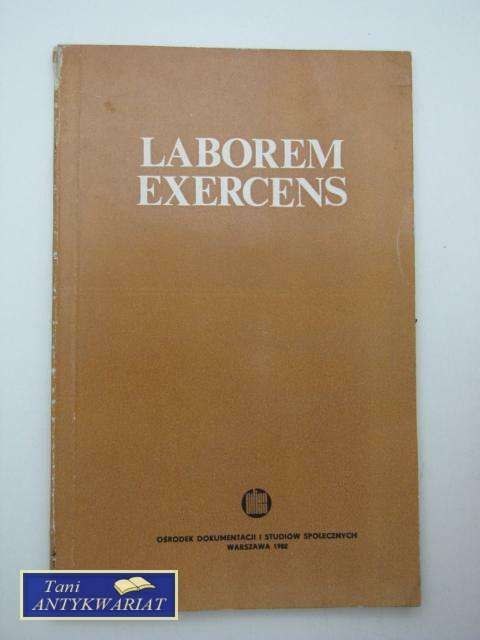 LABOREM
EXERCENS
OŚRODEK DOKUMENTACJI I STUDIÓW SPOŁECZNYCH
WARSZAWA 1982
Tani
ANTYKWARIAT